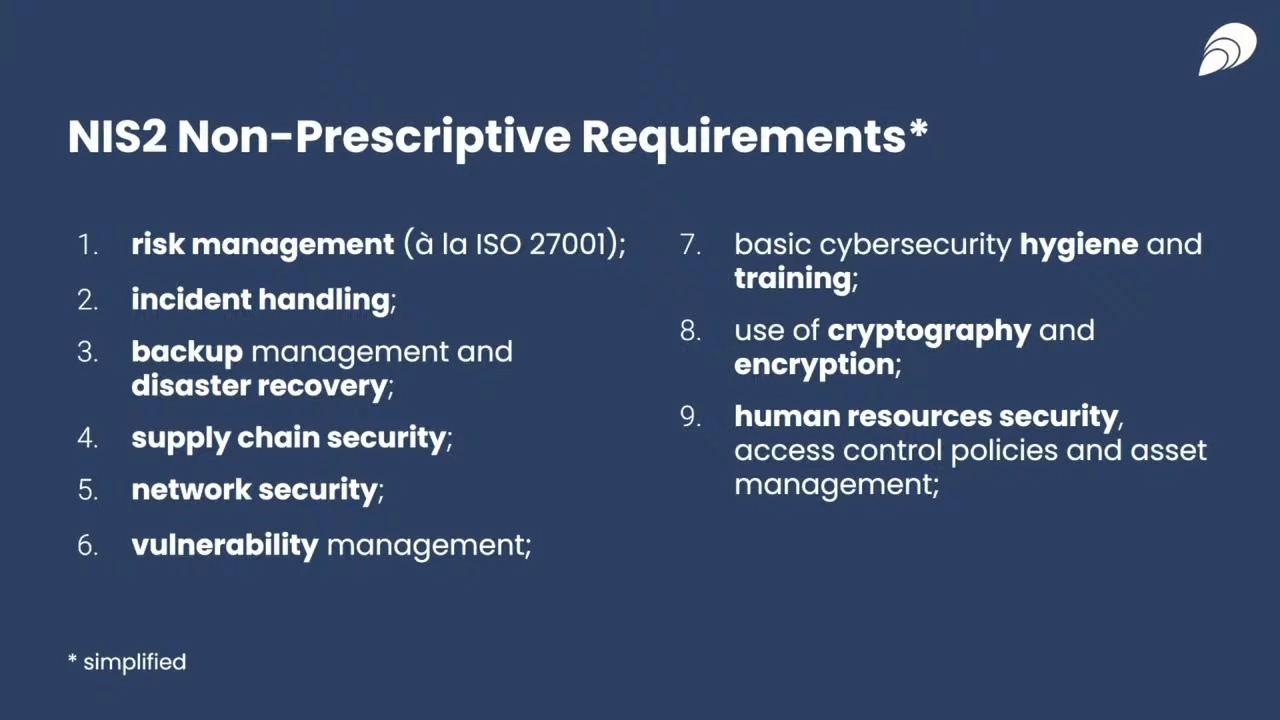 NIS2 Non-Prescriptive Requirements*
1. risk management (à la ISO 27001);
2. incident handling;
3. backup management and
disaster recovery;
4. supply chain security;
5. network security;
6. vulnerability management;
7. basic cybersecurity hygiene and
training;
8. use of cryptography and
encryption;
9. human resources security,
access control policies and asset
management;
* simplified